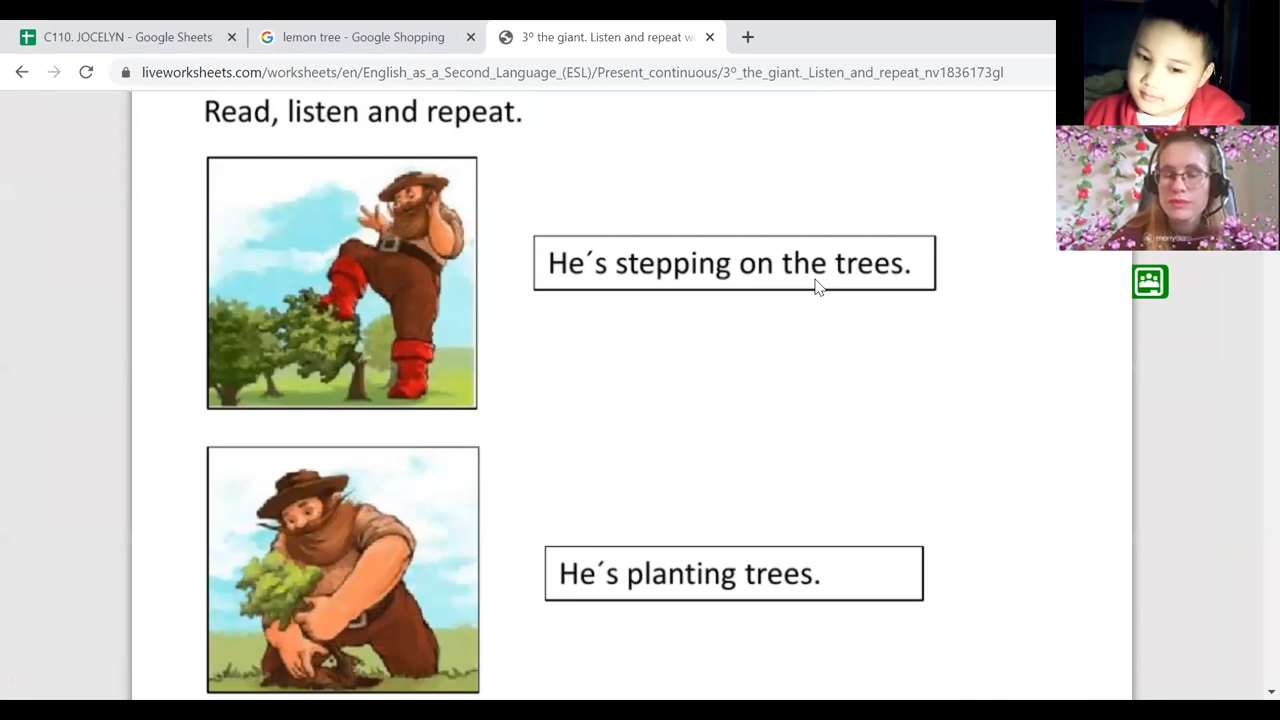 C110. JOCELYN - Google Sheets
lemon tree - Google Shopping
3º the giant. Listen and repeat w
liveworksheets.com/worksheets/en/English_as_a_Second_Language_(ESL)/Present_continuous/3º_the_giant._Listen_and_repeat_nv1836173gl
Read, listen and repeat.
He´s stepping on the trees.
He´s planting trees.